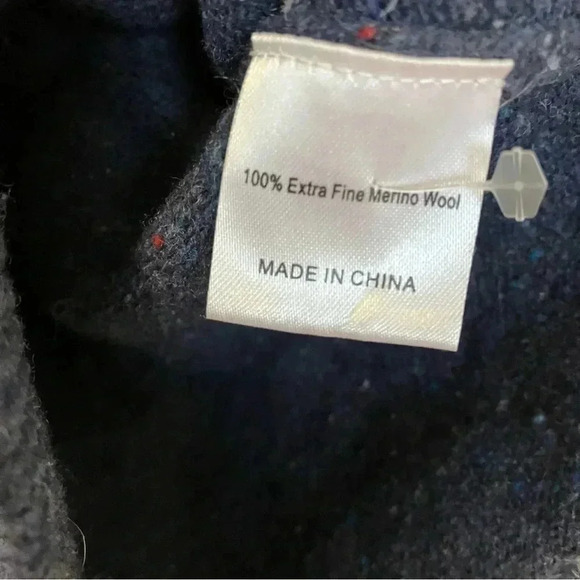 100% Extra Fine Merino Wool
MADE IN CHINA